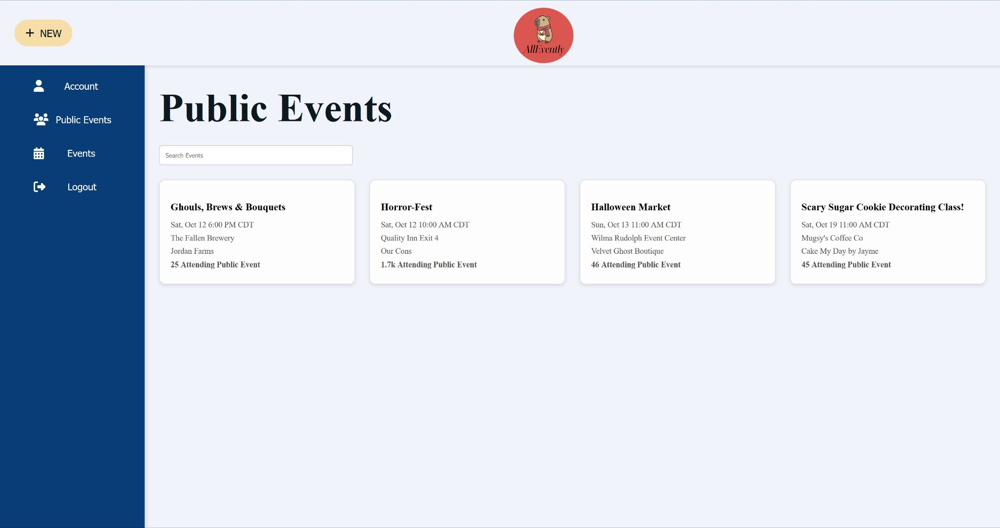 NEW
AllEvently
Account
Public Events
Events
Logout
Public Events
Search Events
Ghouls, Brews & Bouquets
Sat, Oct 12 6:00 PM CDT
The Fallen Brewery
Jordan Farms
25 Attending Public Event
Horror-Fest
Sat, Oct 12 10:00 AM CDT
Quality Inn Exit 4
Our Cons
1.7k Attending Public Event
Halloween Market
Sun, Oct 13 11:00 AM CDT
Wilma Rudolph Event Center
Velvet Ghost Boutique
46 Attending Public Event
Scary Sugar Cookie Decorating Class!
Sat, Oct 19 11:00 AM CDT
Mugsy's Coffee Co
Cake My Day by Jayme
45 Attending Public Event